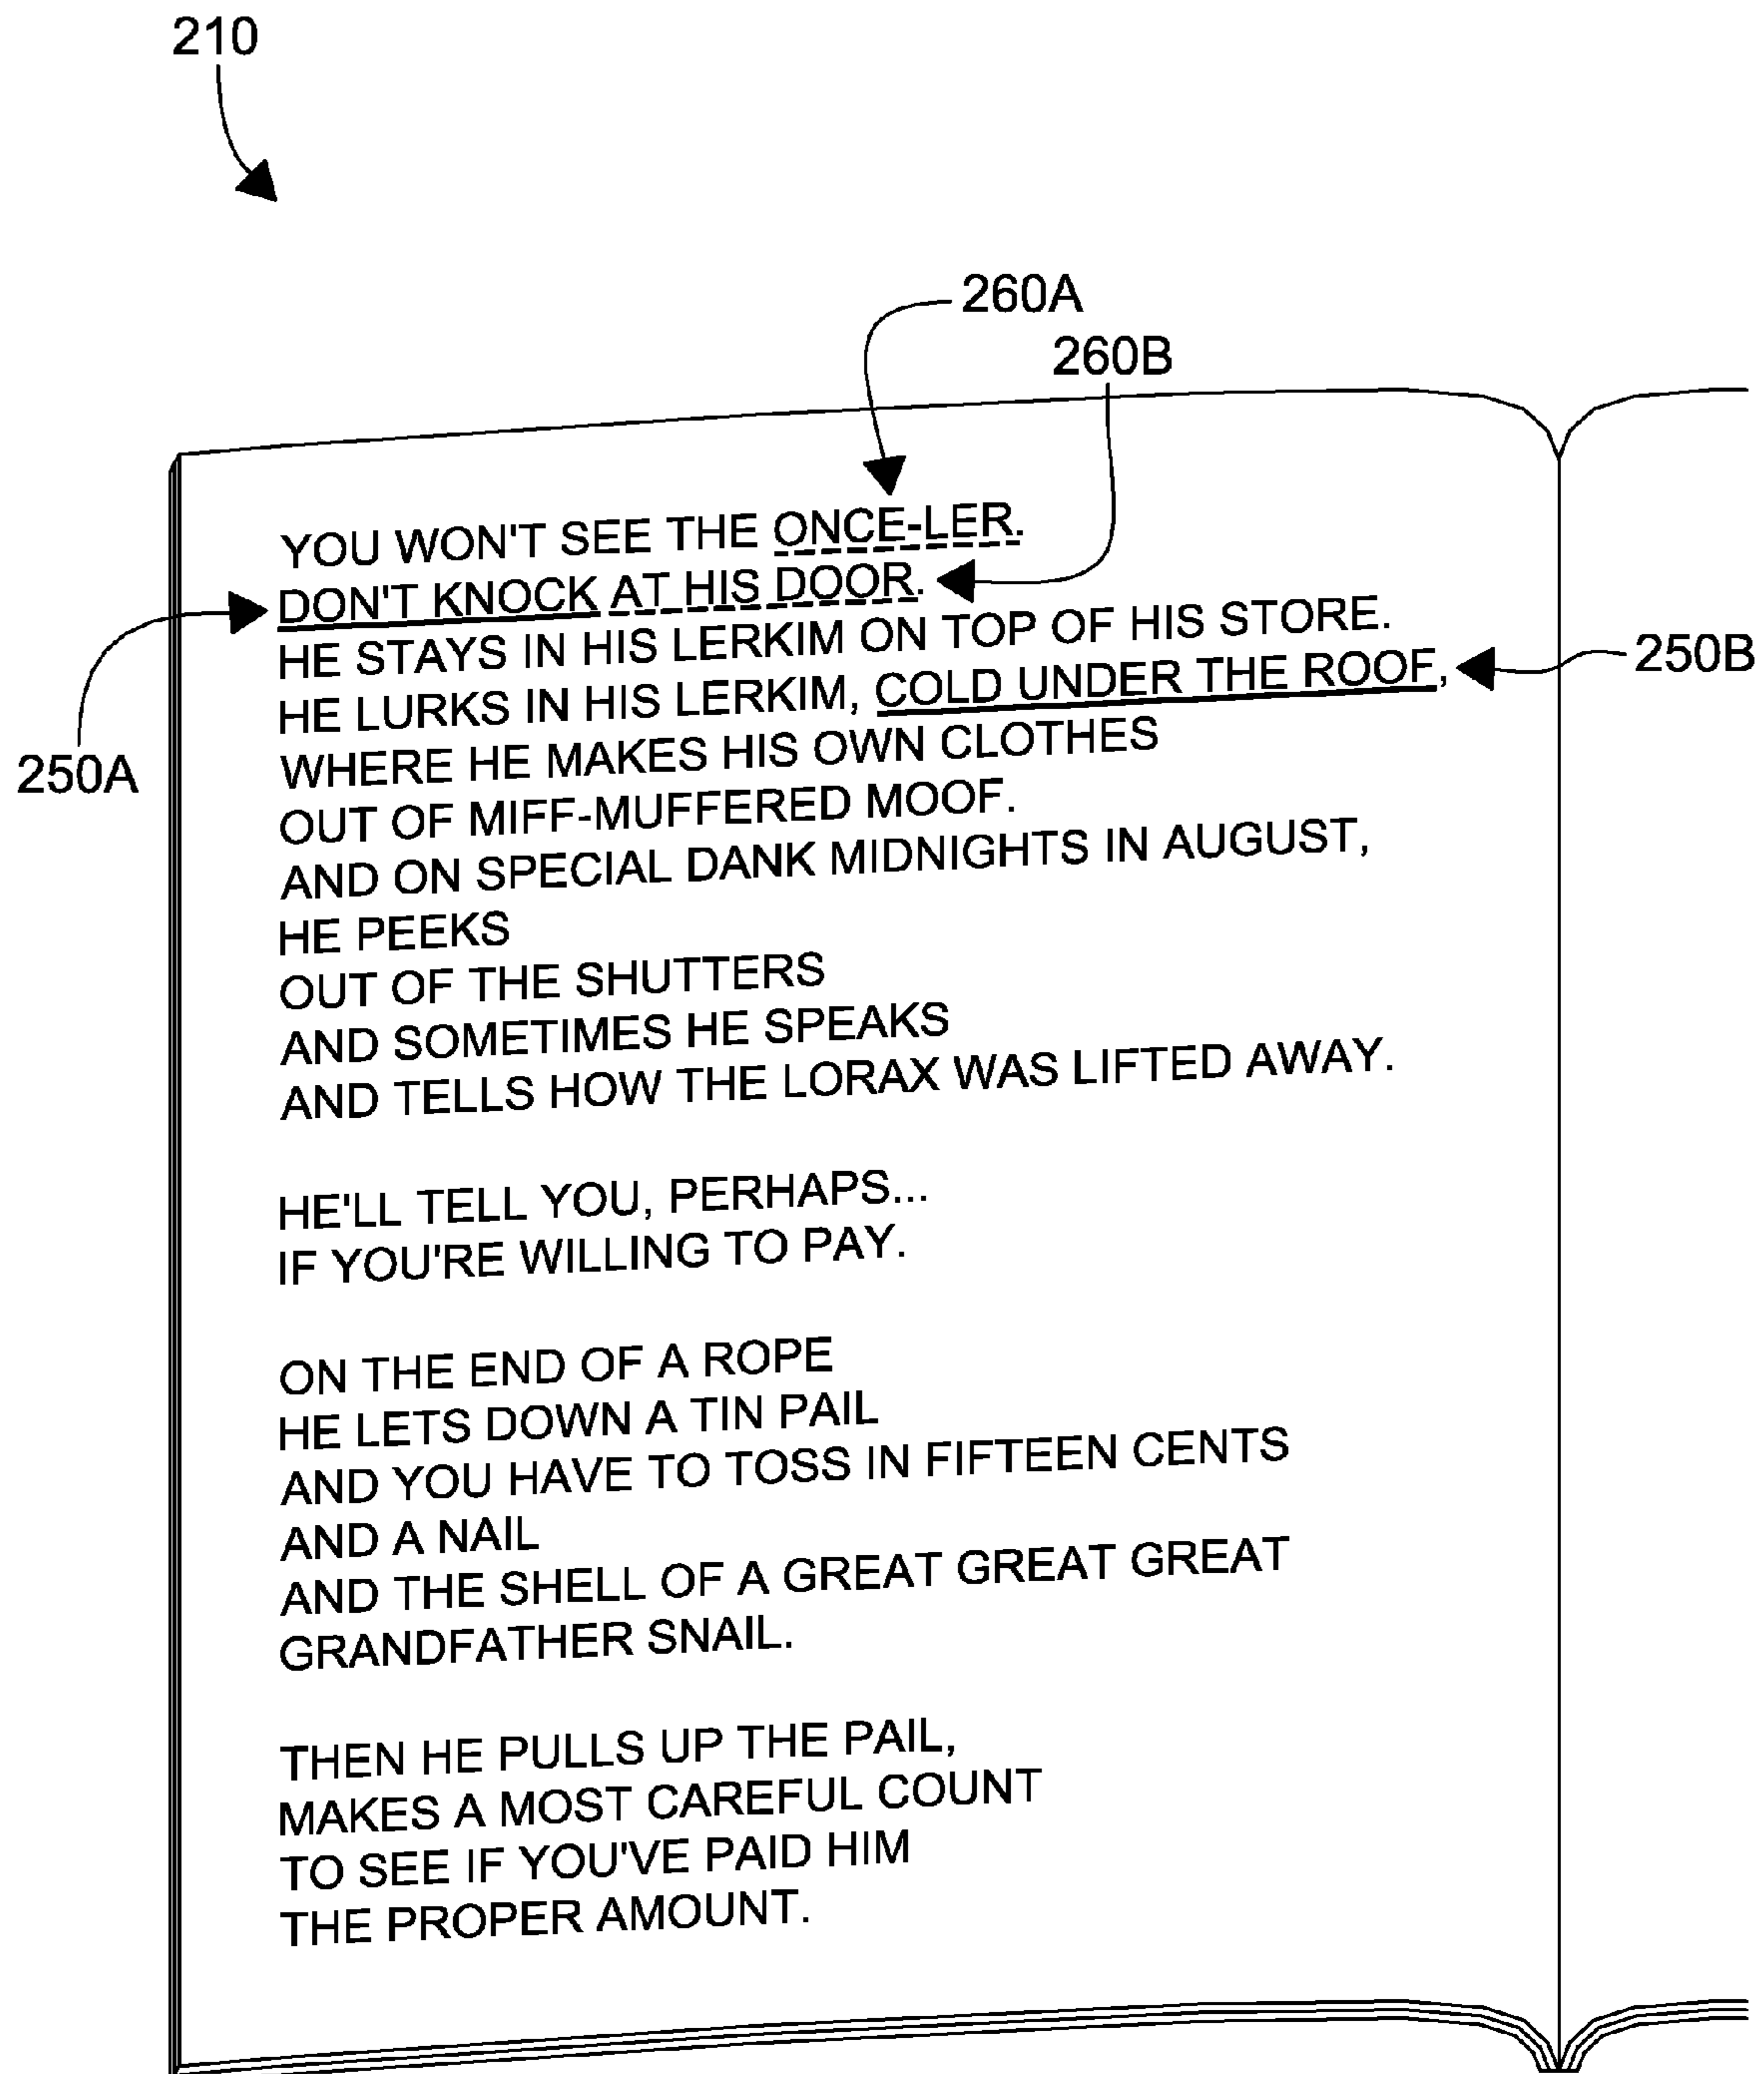 210
260A
260B
YOU WON'T SEE THE ONCE-LER.
DON'T KNOCK AT HIS DOOR.
HE STAYS IN HIS LERKIM ON TOP OF HIS STORE.
HE LURKS IN HIS LERKIM, COLD UNDER THE ROOF,
250B
WHERE HE MAKES HIS OWN CLOTHES
250A
OUT OF MIFF-MUFFERED MOOF.
AND ON SPECIAL DANK MIDNIGHTS IN AUGUST,
HE PEEKS
OUT OF THE SHUTTERS
AND SOMETIMES HE SPEAKS
AND TELLS HOW THE LORAX WAS LIFTED AWAY.
HE'LL TELL YOU, PERHAPS...
IF YOU'RE WILLING TO PAY.
ON THE END OF A ROPE
HE LETS DOWN A TIN PAIL
AND YOU HAVE TO TOSS IN FIFTEEN CENTS
AND A NAIL
AND THE SHELL OF A GREAT GREAT GREAT
GRANDFATHER SNAIL.
THEN HE PULLS UP THE PAIL,
MAKES A MOST CAREFUL COUNT
TO SEE IF YOU'VE PAID HIM
THE PROPER AMOUNT.